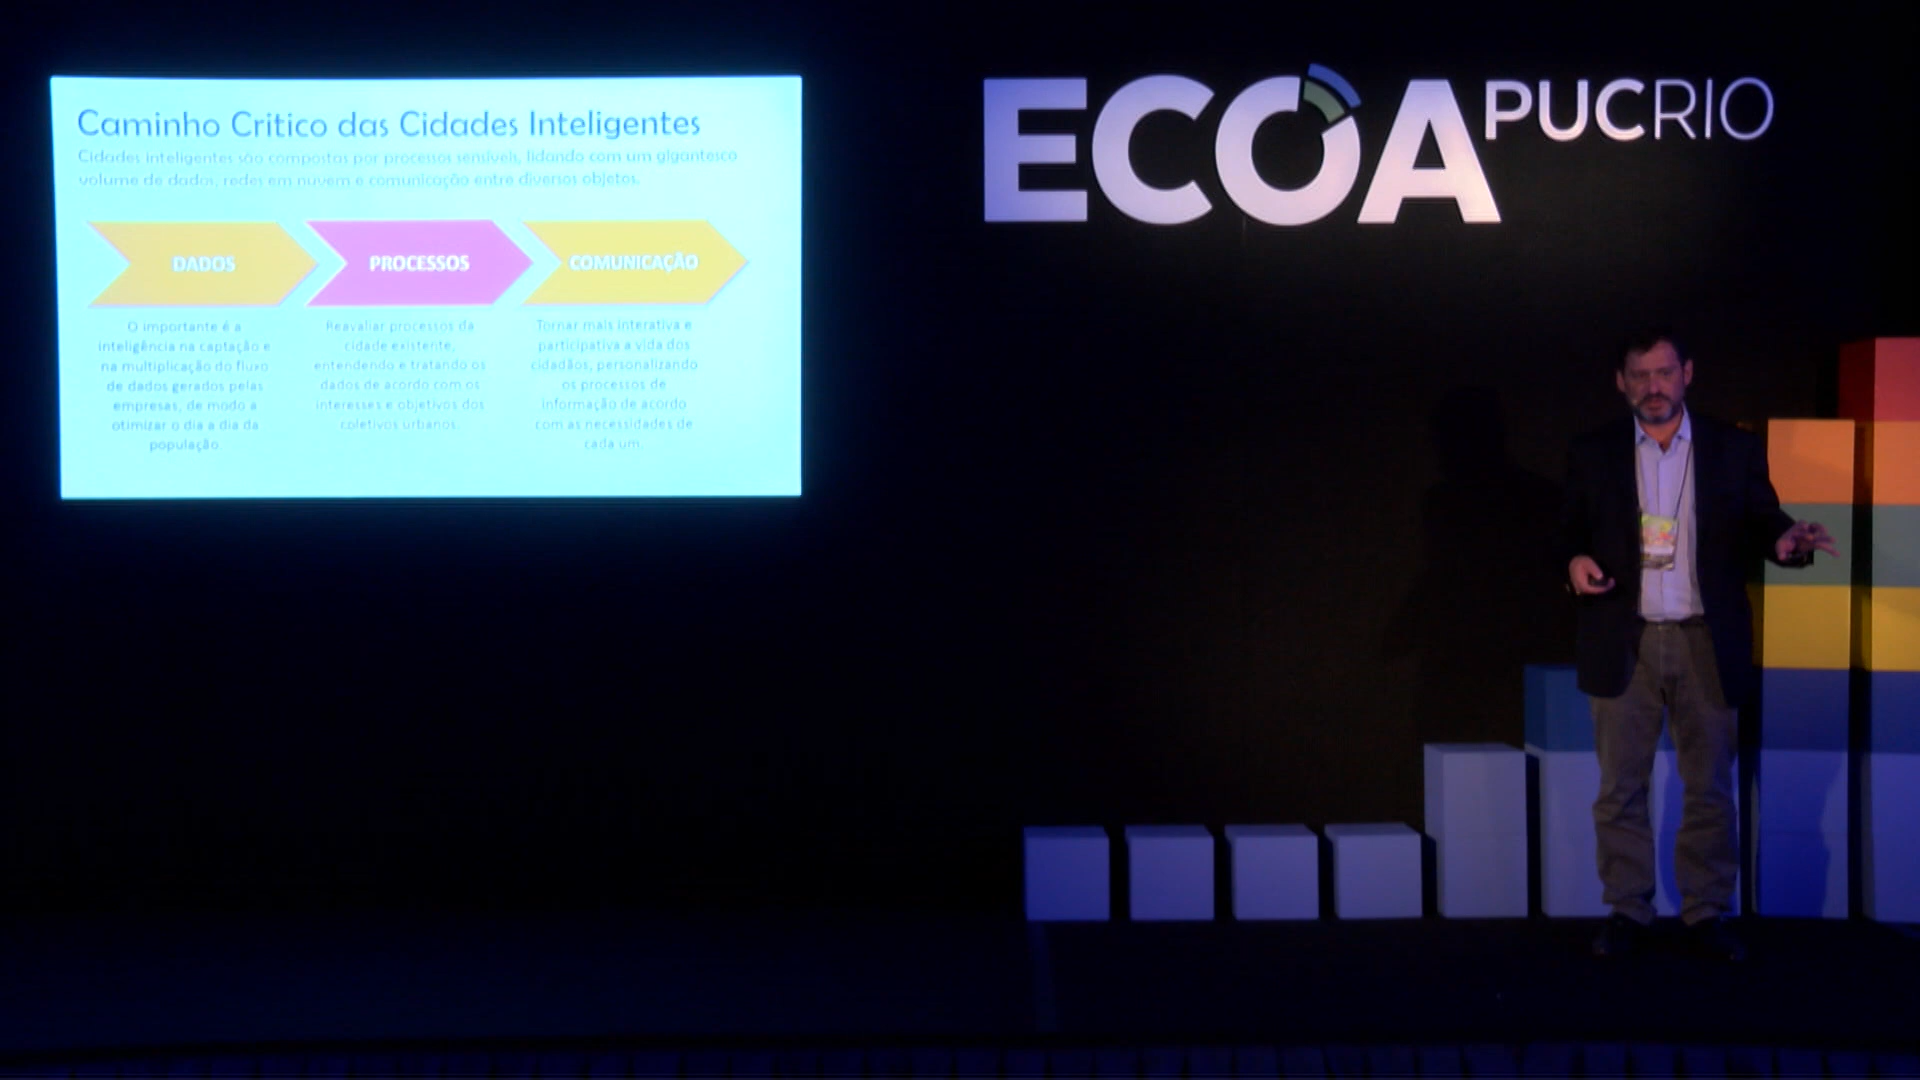 Caminho Critico das Cidades Inteligentes
Cidades inteligentes são compostas por processos sensíveis, lidando com um gigantesco
volume de dados, redes em nuvem e comunicação entre diversos objetos.
DADOS
O importante é a
inteligência na captação e
na multiplicação do fluxo
de dados gerados pelas
empresas, de modo a
otimizar o dia a dia da
população.
PROCESSOS
Reavaliar processos da
cidade existente,
entendendo e tratando os
dados de acordo com os
interesses e objetivos dos
coletivos urbanos.
COMUNICAÇÃO
Tornar mais interativa e
participativa a vida dos
cidadãos, personalizando
os processos de
informação de acordo
com as necessidades de
cada um.
ECOA PUCRIO